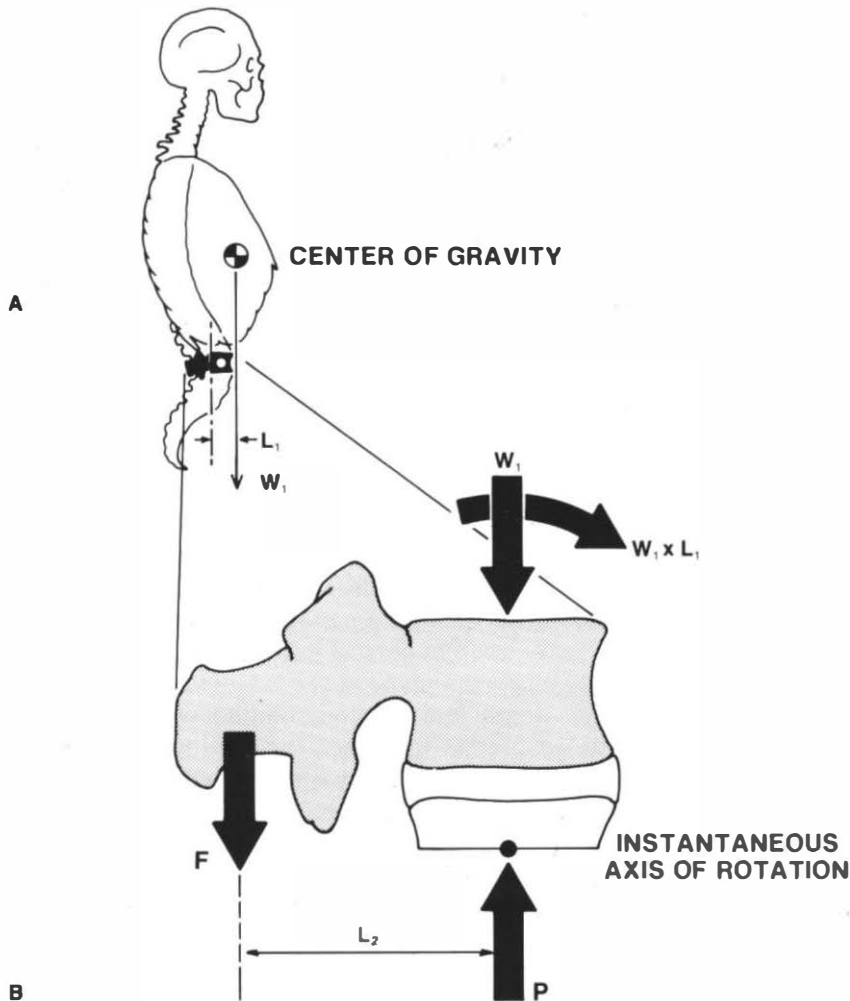 CENTER OF GRAVITY
A
L₁
W₁
W₁
W₁ x L₁
F
INSTANTANEOUS
AXIS OF ROTATION
L₂
B
P